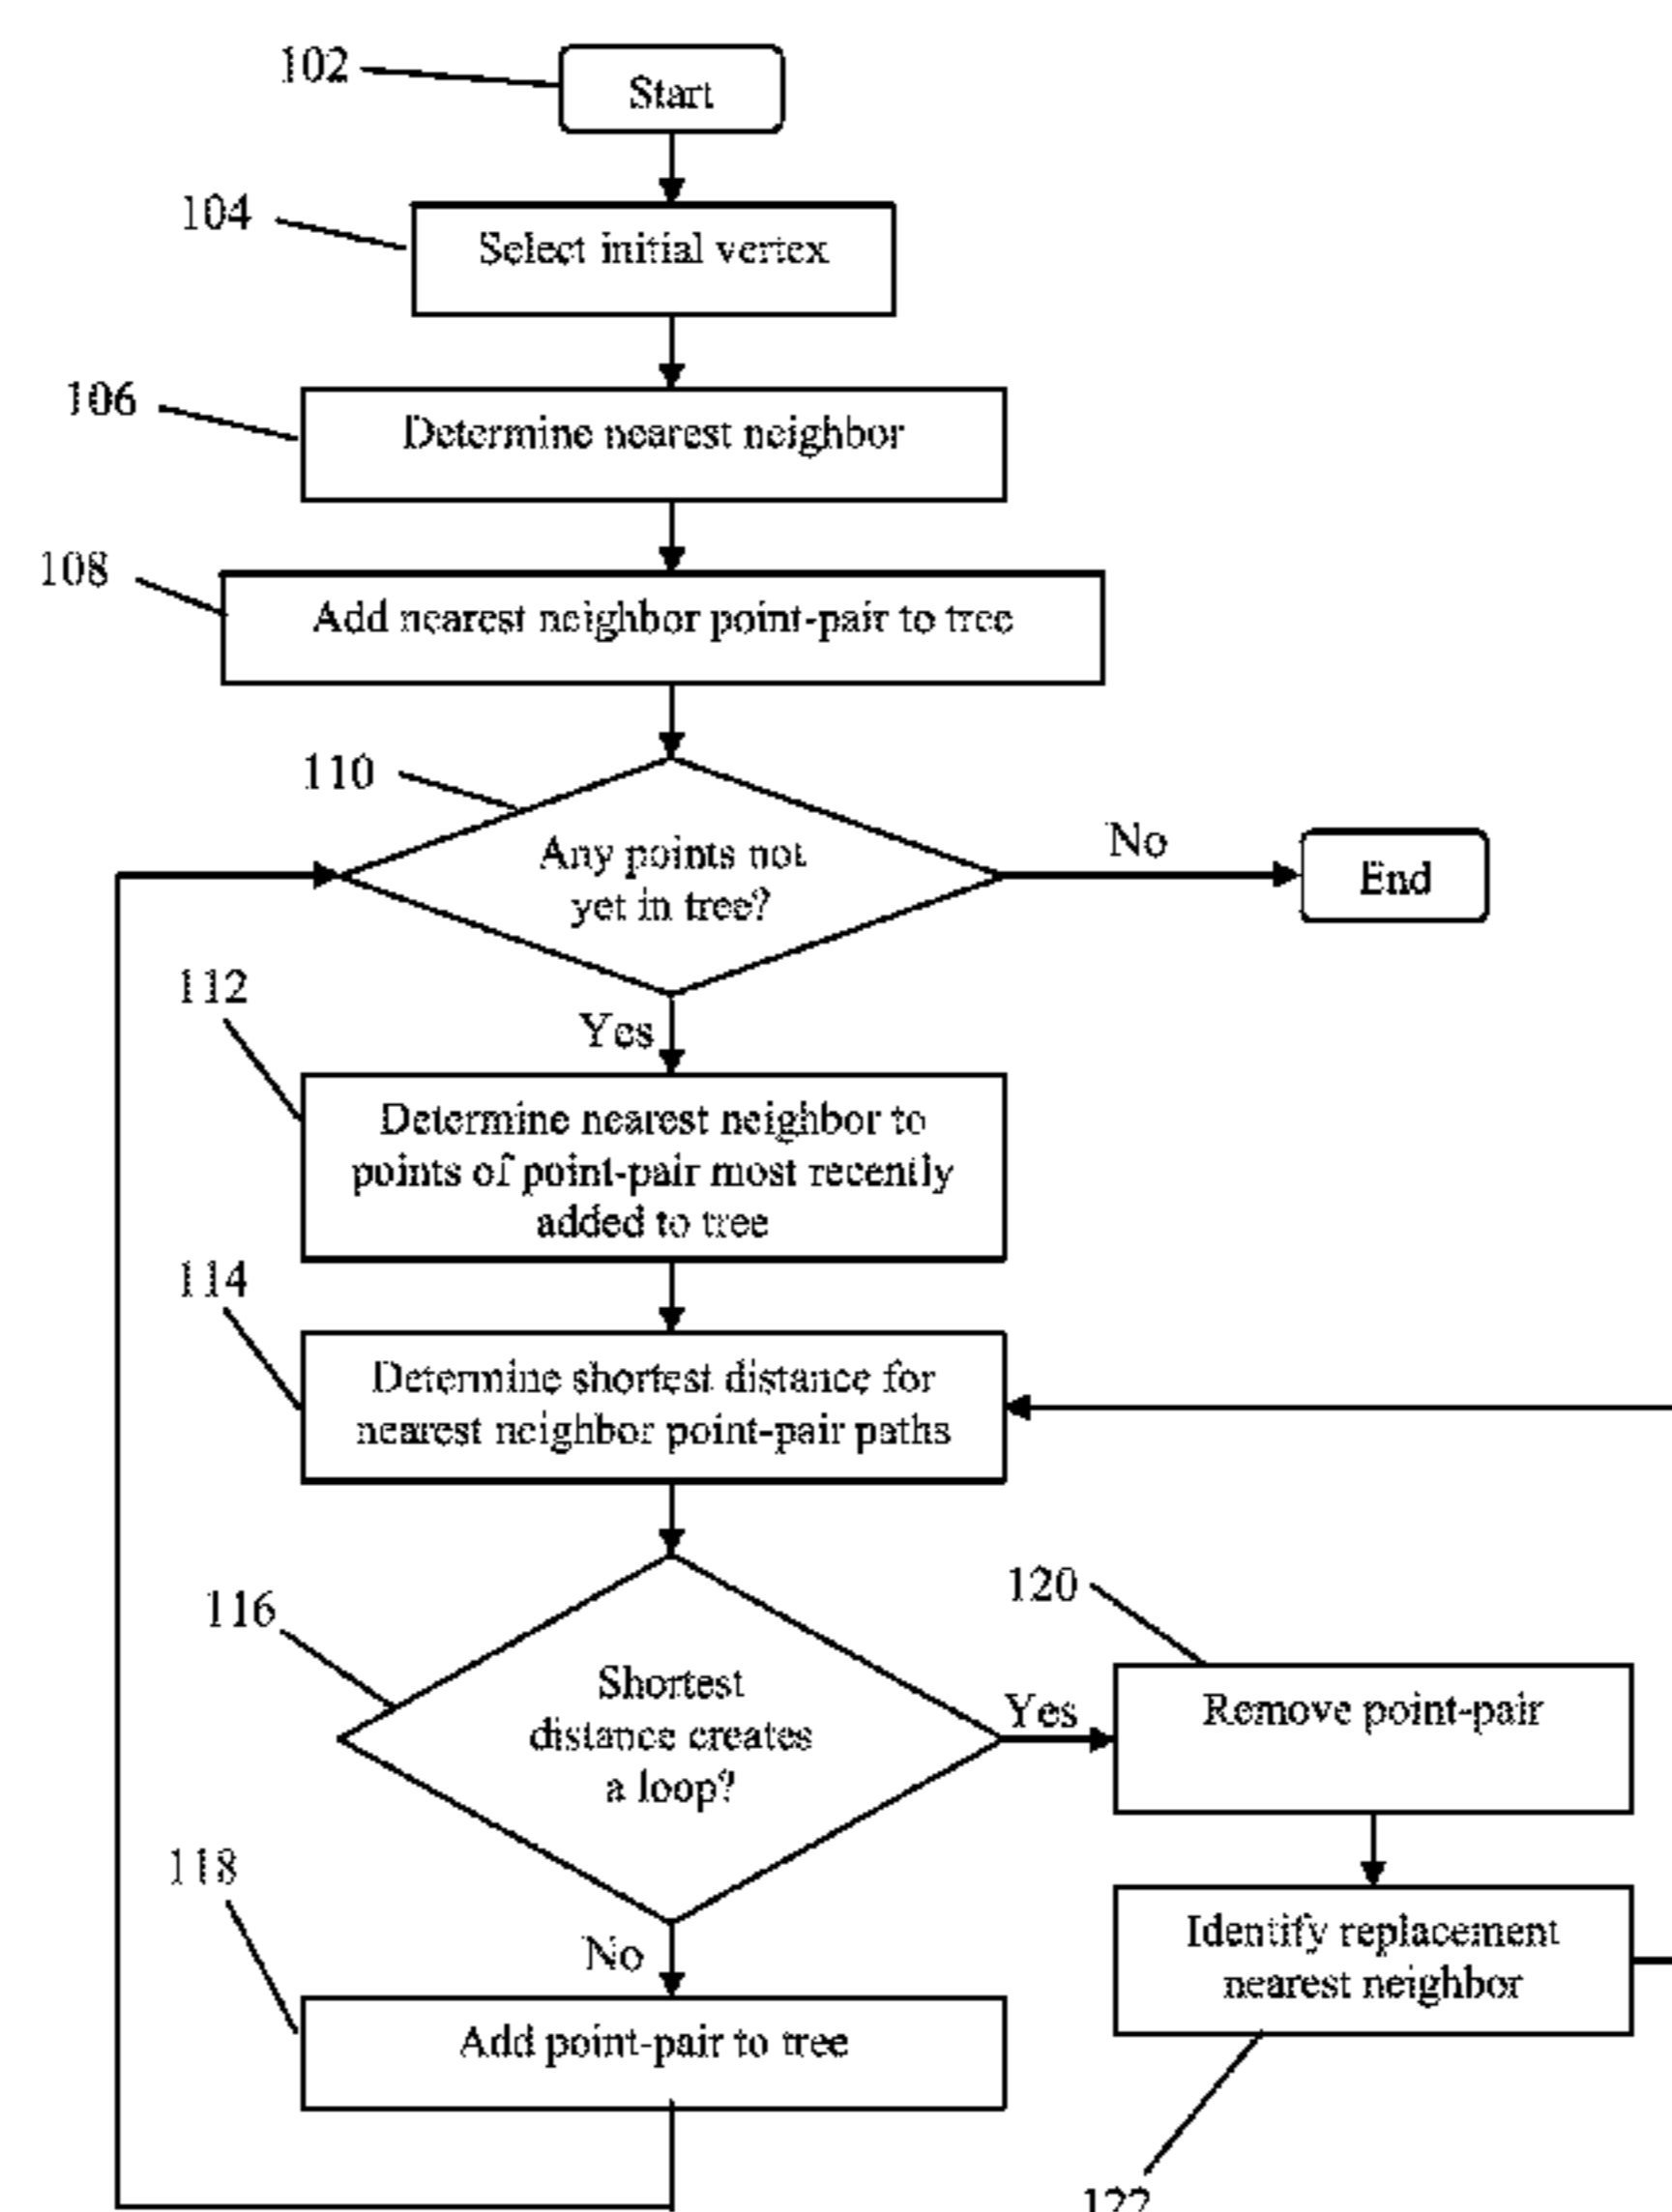 102
Start
104
Select initial vertex
106
Determine nearest neighbor
108
Add nearest neighbor point-pair to tree
110
Any points not
yet in tree?
No
End
112
Yes
Determine nearest neighbor to
points of point-pair most recently
added to tree
114
Determine shortest distance for
nearest neighbor point-pair paths
116
Shortest
distance creates
a loop?
Yes
120
Remove point-pair
118
No
Identify replacement
nearest neighbor
Add point-pair to tree
122